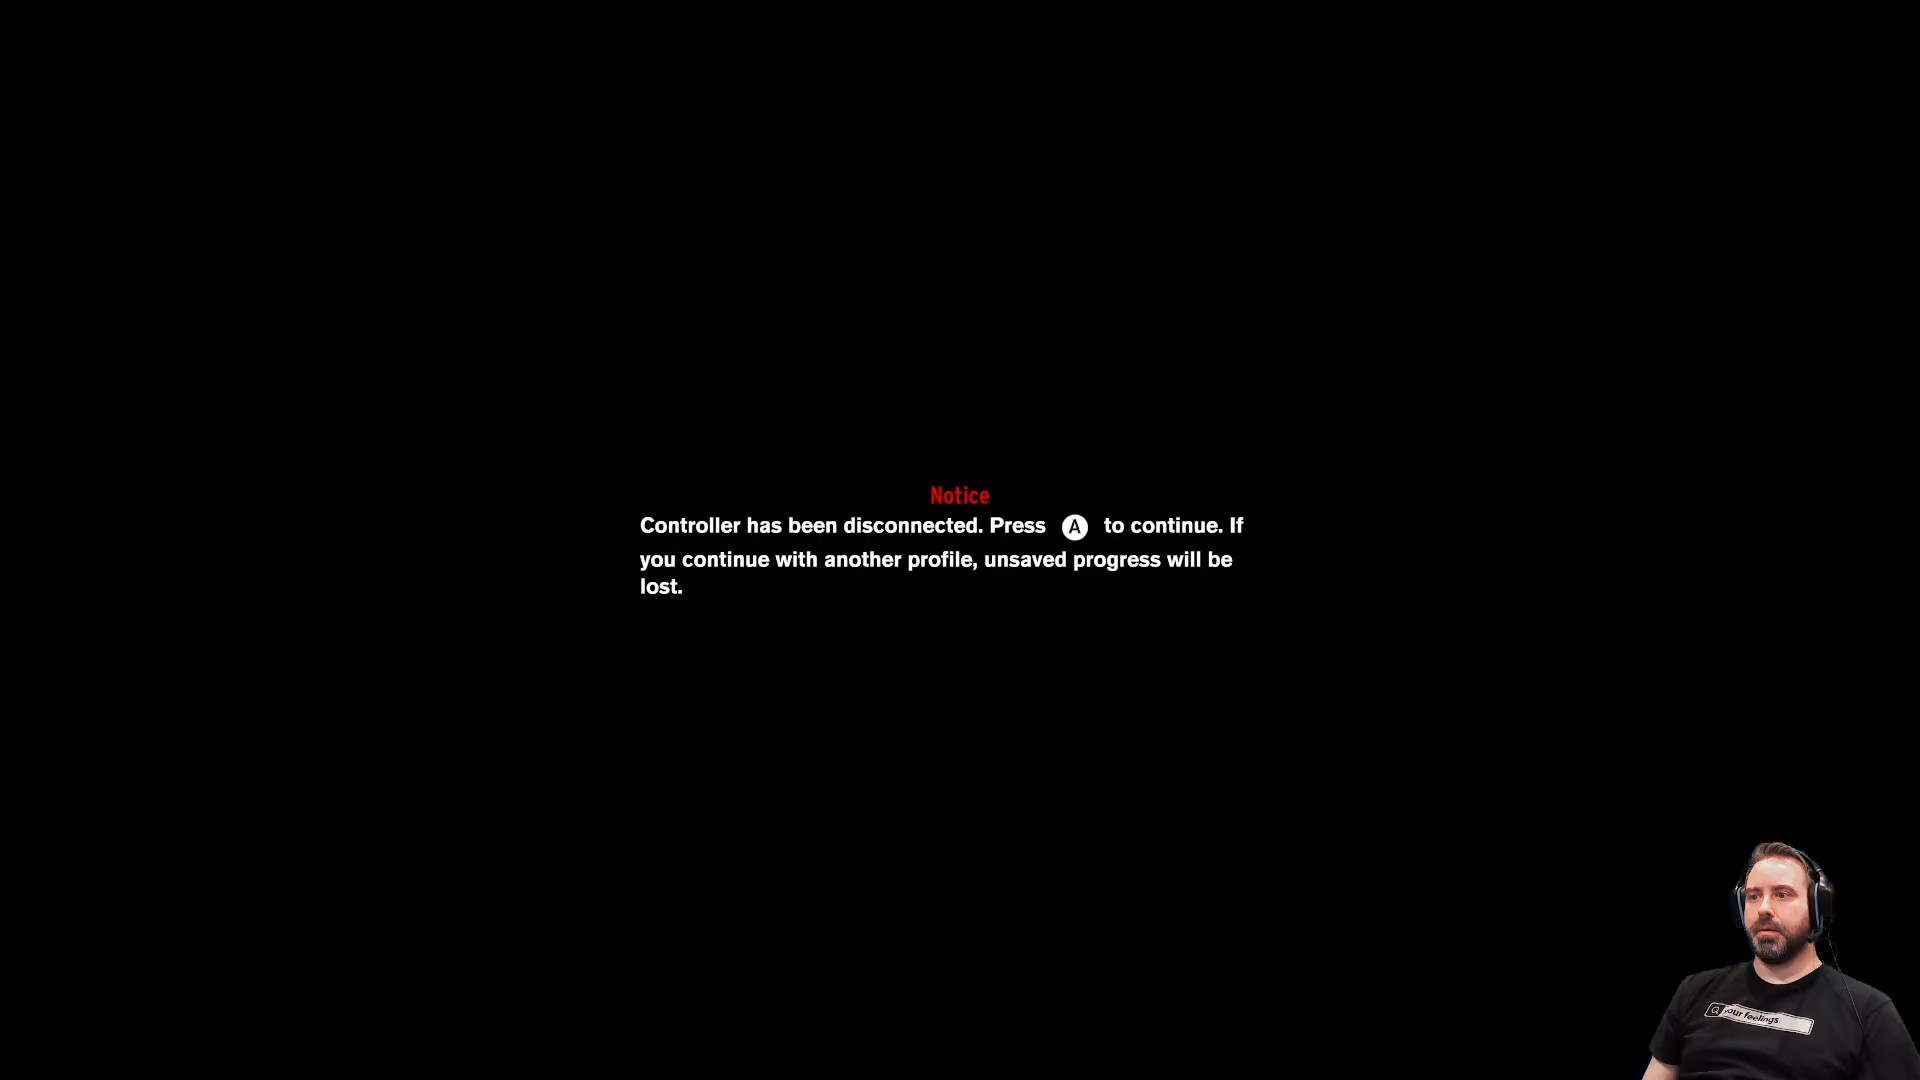 Notice
Controller has been disconnected. Press A to continue. If
you continue with another profile, unsaved progress will be
lost.
your feelings